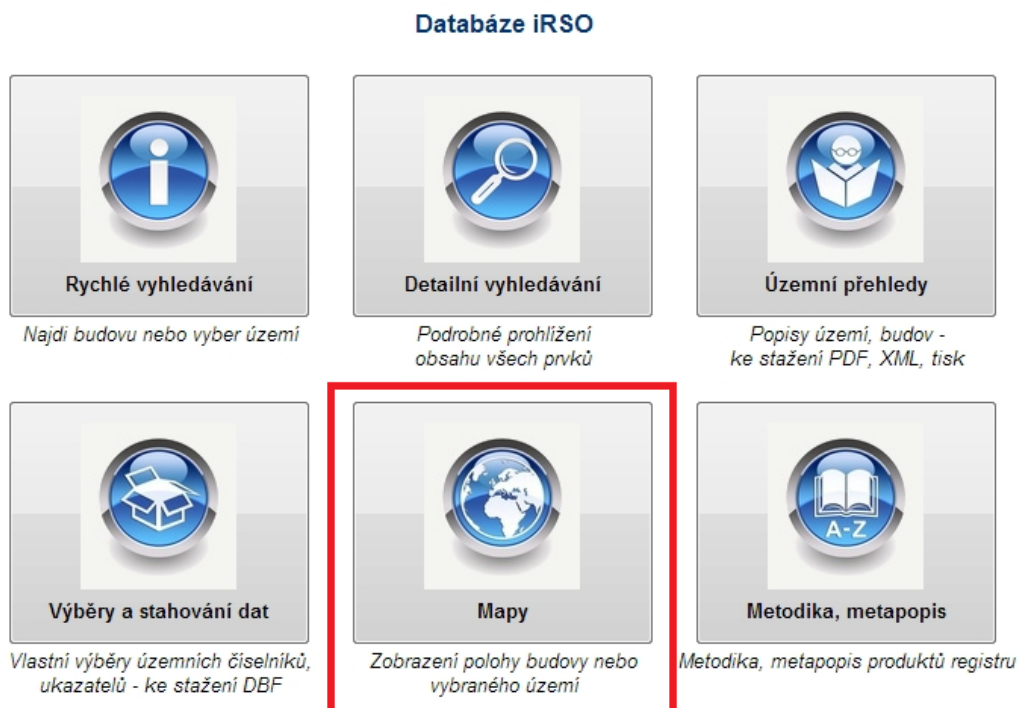 Databáze iRSO
Rychlé vyhledávání
Detailní vyhledávání
Územní přehledy
Najdi budovu nebo vyber území
Podrobné prohlížení
obsahu všech prvků
Popisy území, budov -
ke stažení PDF, XML, tisk
A-Z
Výběry a stahování dat
Mapy
Metodika, metapopis
Vlastní výběry územních číselníků,
ukazatelů - ke stažení DBF
Zobrazení polohy budovy nebo
vybraného území
Metodika, metapopis produktů registru